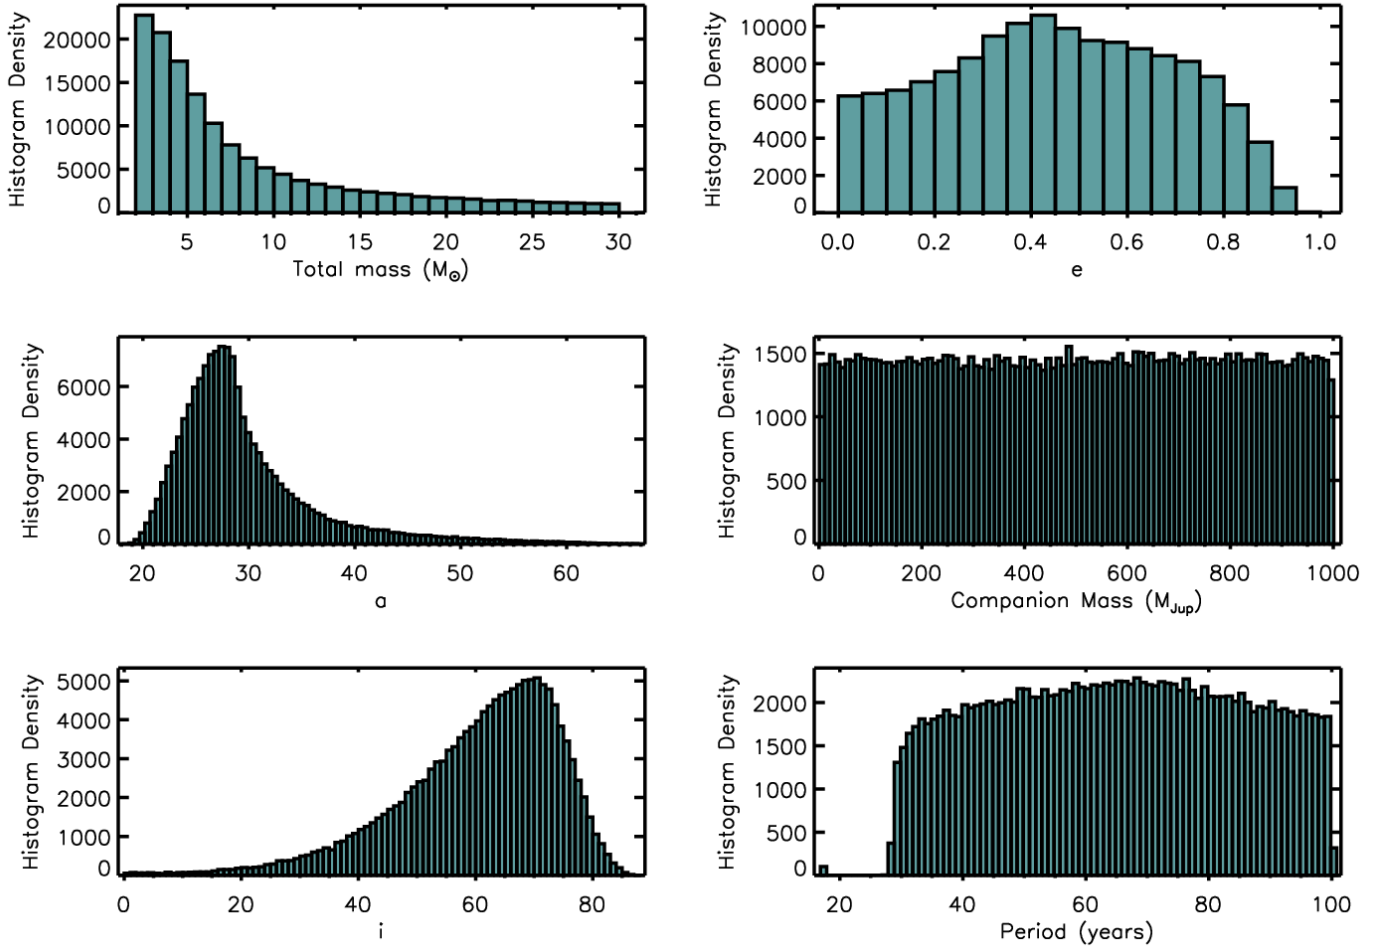 Histogram Density
20000
15000
10000
5000
0
5 10 15 20 25 30
Total mass (M⊙)
Histogram Density
10000
8000
6000
4000
2000
0
0.0 0.2 0.4 0.6 0.8 1.0
e
Histogram Density
6000
4000
2000
0
20 30 40 50 60
a
Histogram Density
1500
1000
500
0
0 200 400 600 800 1000
Companion Mass (MJup)
Histogram Density
5000
4000
3000
2000
1000
0
0 20 40 60 80
i
Histogram Density
2000
1500
1000
500
0
20 40 60 80 100
Period (years)